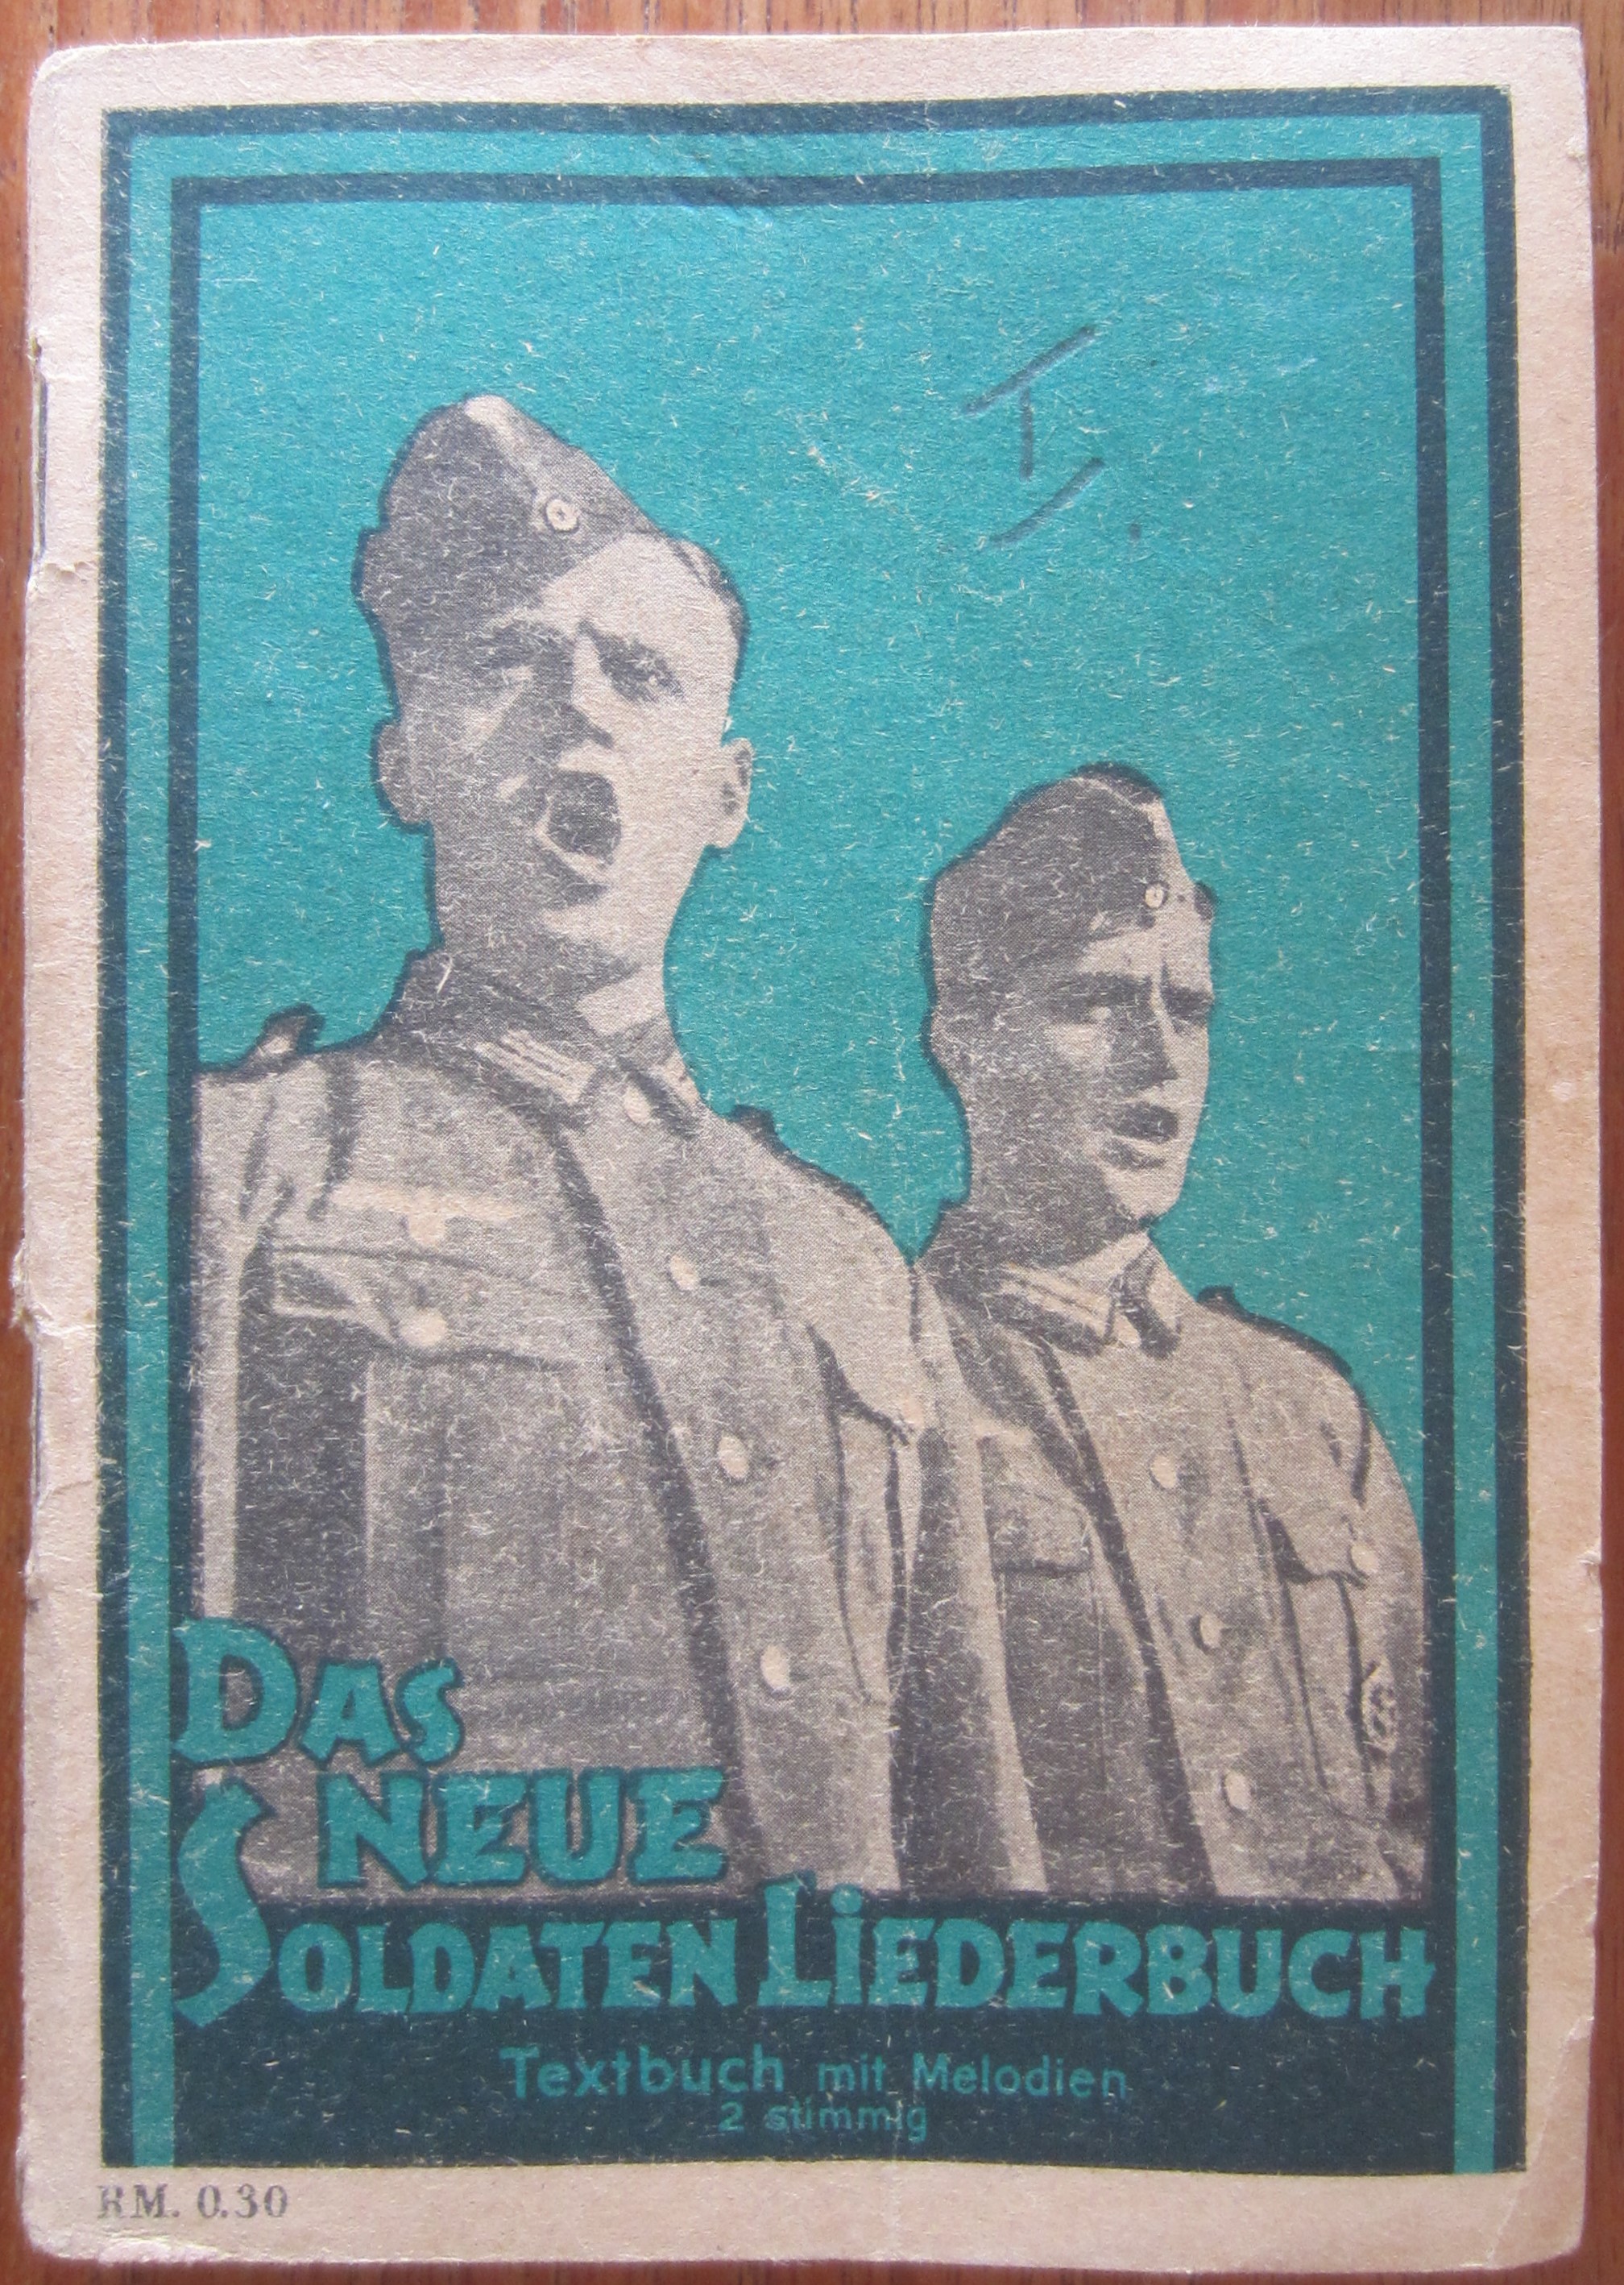 DAS
NEUE
SOLDATEN LIEDERBUCH
Textbuch mit Melodien
2 stimmig
RM. 0.30